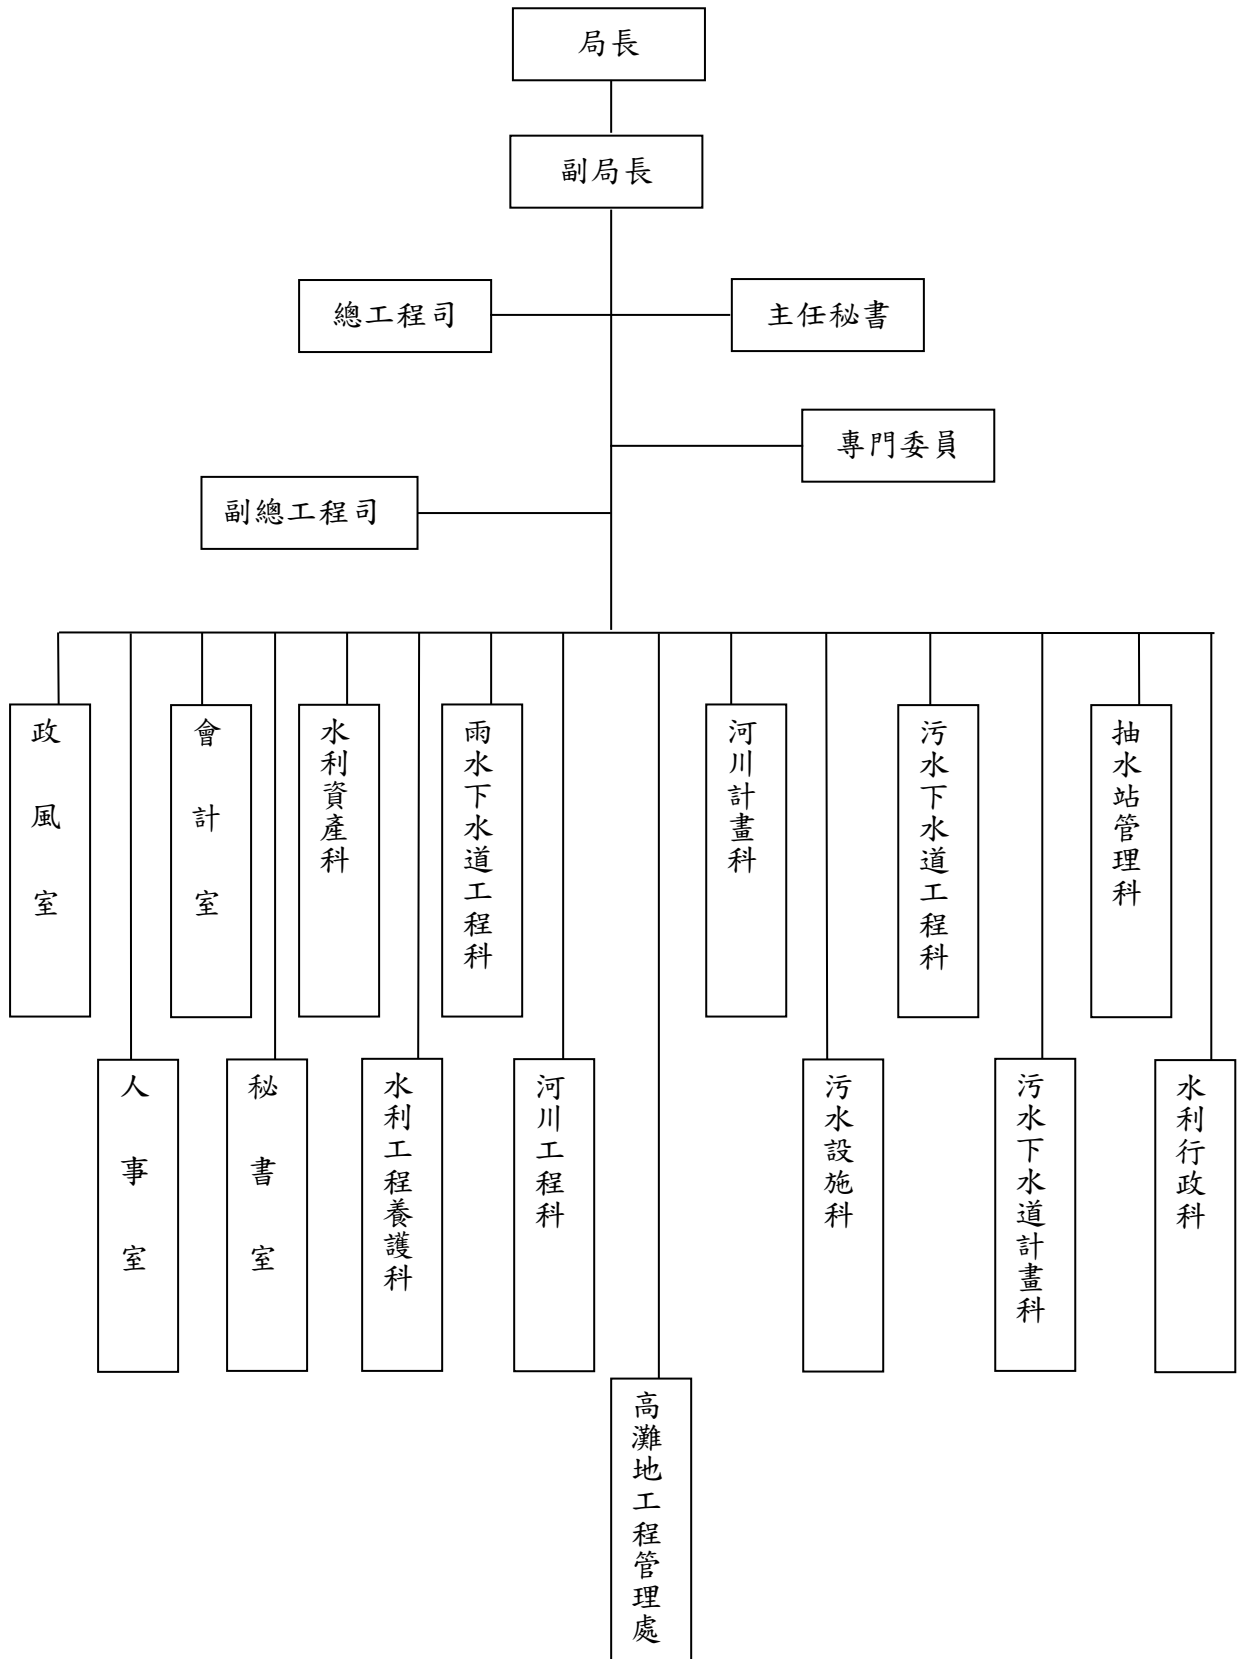 局長
副局長
總工程司
主任秘書
專門委員
副總工程司
政風室
會計室
水利資產科
雨水下水道工程科
河川計畫科
污水下水道工程科
抽水站管理科
人事室
秘書室
水利工程養護科
河川工程科
污水設施科
污水下水道計畫科
水利行政科
高灘地工程管理處